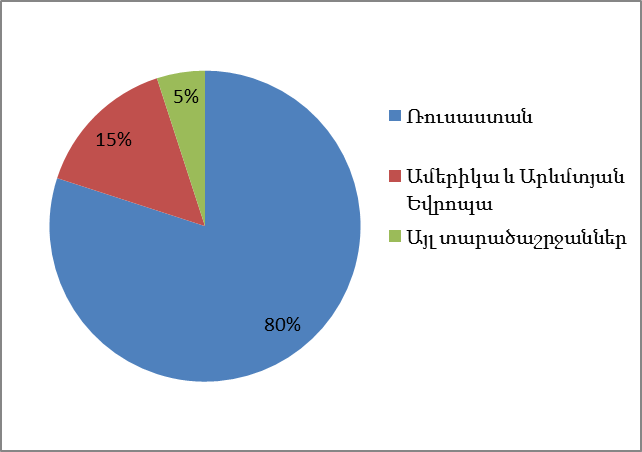 5%
15%
80%
Ռուսաստան
Ամերիկա և Արևմտյան
Եվրոպա
Այլ տարածաշրջաններ